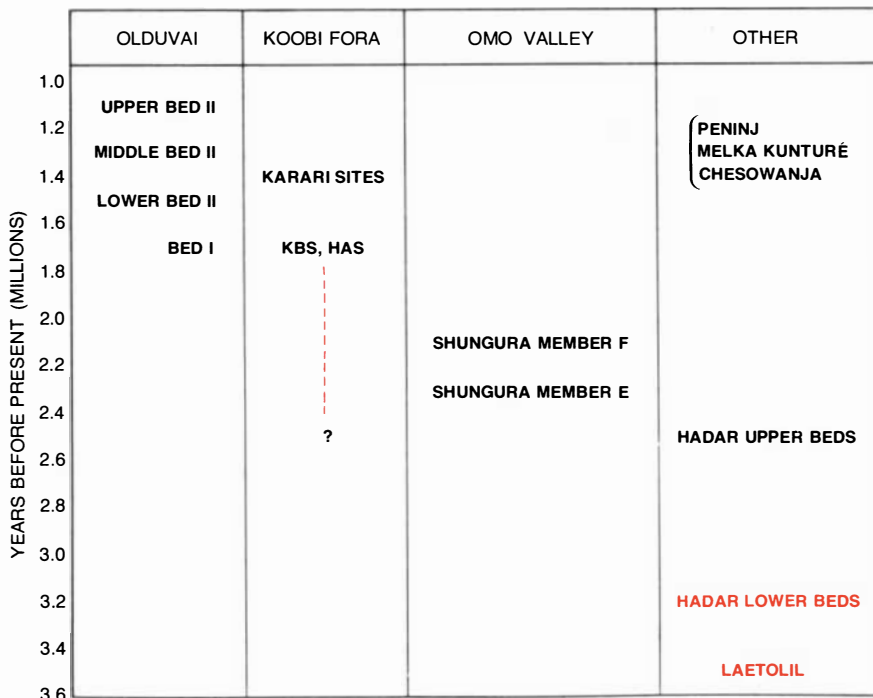 OLDUVAI
KOOBI FORA
OMO VALLEY
OTHER
YEARS BEFORE PRESENT (MILLIONS)
1.0
1.2
1.4
1.6
1.8
2.0
2.2
2.4
2.6
2.8
3.0
3.2
3.4
3.6
UPPER BED II
MIDDLE BED II
LOWER BED II
BED I
KARARI SITES
KBS, HAS
?
SHUNGURA MEMBER F
SHUNGURA MEMBER E
PENINJ
MELKA KUNTURÉ
CHESOWANJA
HADAR UPPER BEDS
HADAR LOWER BEDS
LAETOLIL